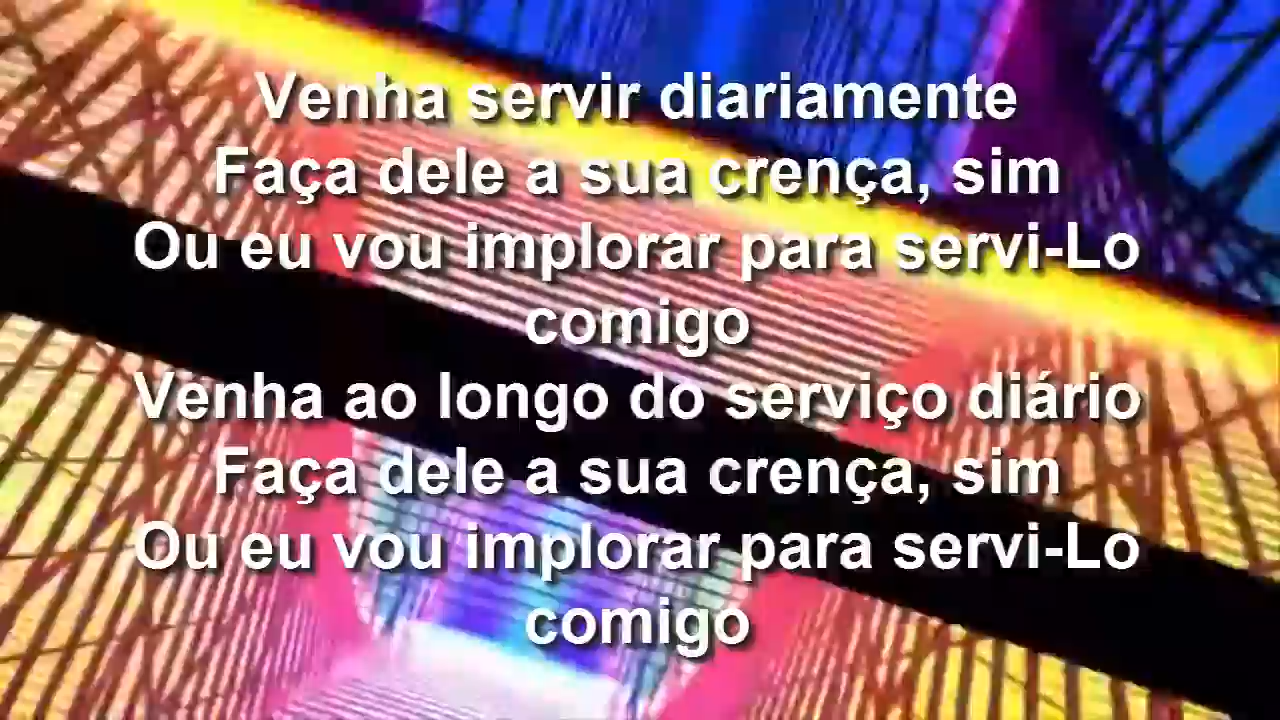 Venha servir diariamente
Faça dele a sua crença, sim
Ou eu vou implorar para servi-Lo
comigo
Venha ao longo do serviço diário
Faça dele a sua crença, sim
Ou eu vou implorar para servi-Lo
comigo